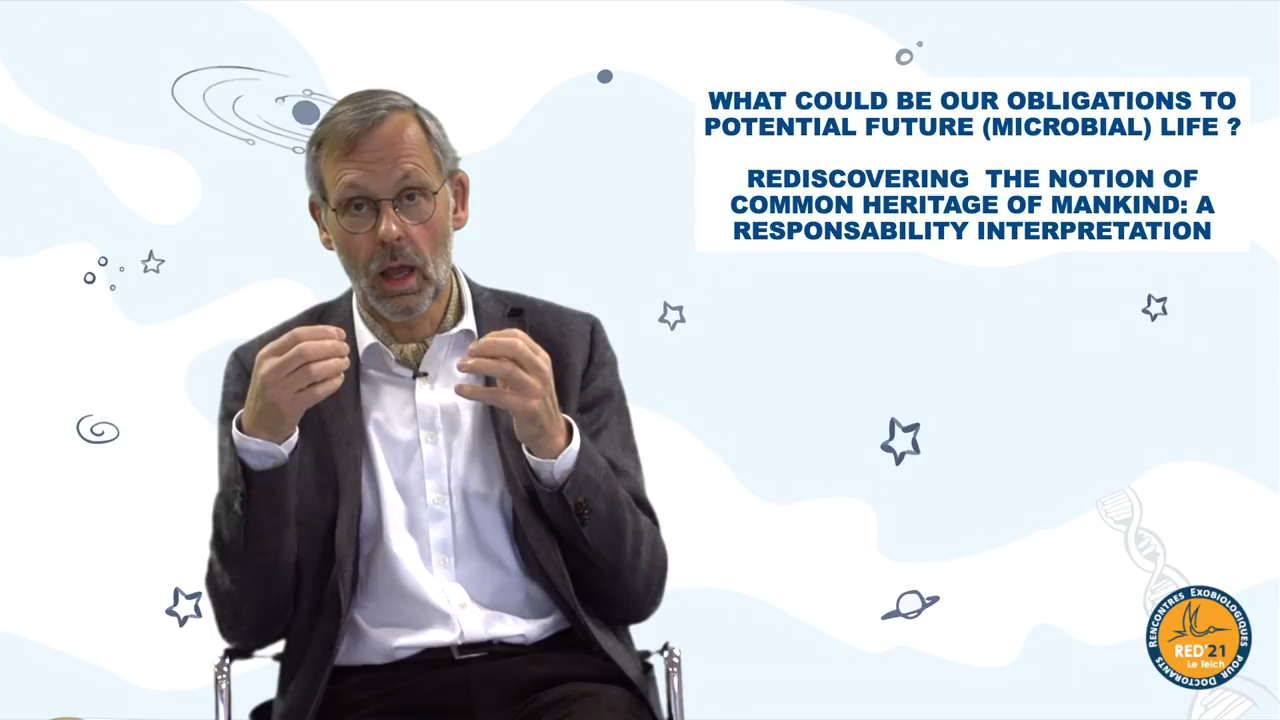 WHAT COULD BE OUR OBLIGATIONS TO
POTENTIAL FUTURE (MICROBIAL) LIFE ?
REDISCOVERING THE NOTION OF
COMMON HERITAGE OF MANKIND: A
RESPONSABILITY INTERPRETATION
RENCONTRES EXOBIOLOGIQUES
POUR DOCTORANTS
RED'21
Le Teich